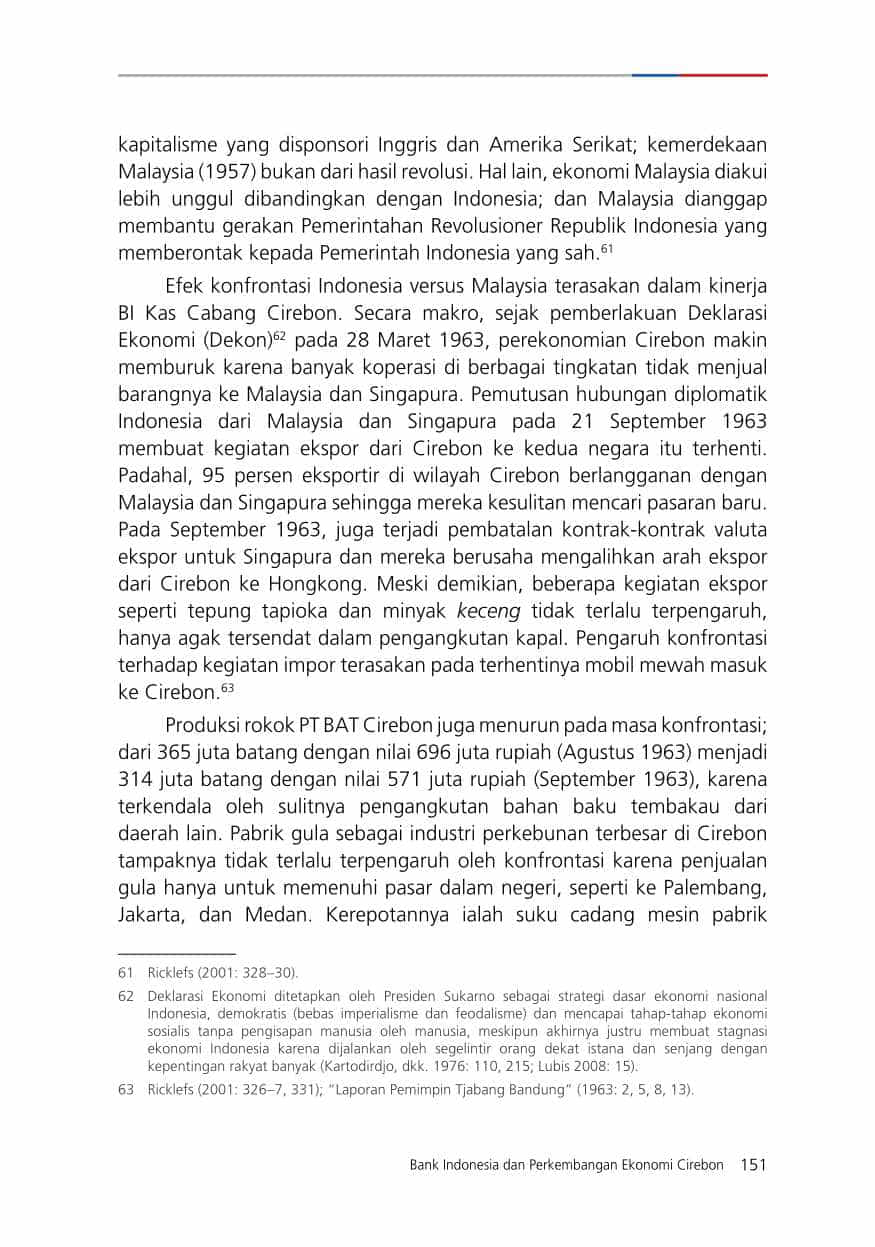 kapitalisme yang disponsori Inggris dan Amerika Serikat; kemerdekaan
Malaysia (1957) bukan dari hasil revolusi. Hal lain, ekonomi Malaysia diakui
lebih unggul dibandingkan dengan Indonesia; dan Malaysia dianggap
membantu gerakan Pemerintahan Revolusioner Republik Indonesia yang
memberontak kepada Pemerintah Indonesia yang sah.61
Efek konfrontasi Indonesia versus Malaysia terasakan dalam kinerja
BI Kas Cabang Cirebon. Secara makro, sejak pemberlakuan Deklarasi
Ekonomi (Dekon)62 pada 28 Maret 1963, perekonomian Cirebon makin
memburuk karena banyak koperasi di berbagai tingkatan tidak menjual
barangnya ke Malaysia dan Singapura. Pemutusan hubungan diplomatik
Indonesia dari Malaysia dan Singapura pada 21 September 1963
membuat kegiatan ekspor dari Cirebon ke kedua negara itu terhenti.
Padahal, 95 persen eksportir di wilayah Cirebon berlangganan dengan
Malaysia dan Singapura sehingga mereka kesulitan mencari pasaran baru.
Pada September 1963, juga terjadi pembatalan kontrak-kontrak valuta
ekspor untuk Singapura dan mereka berusaha mengalihkan arah ekspor
dari Cirebon ke Hongkong. Meski demikian, beberapa kegiatan ekspor
seperti tepung tapioka dan minyak keceng tidak terlalu terpengaruh,
hanya agak tersendat dalam pengangkutan kapal. Pengaruh konfrontasi
terhadap kegiatan impor terasakan pada terhentinya mobil mewah masuk
ke Cirebon.63
Produksi rokok PT BAT Cirebon juga menurun pada masa konfrontasi;
dari 365 juta batang dengan nilai 696 juta rupiah (Agustus 1963) menjadi
314 juta batang dengan nilai 571 juta rupiah (September 1963), karena
terkendala oleh sulitnya pengangkutan bahan baku tembakau dari
daerah lain. Pabrik gula sebagai industri perkebunan terbesar di Cirebon
tampaknya tidak terlalu terpengaruh oleh konfrontasi karena penjualan
gula hanya untuk memenuhi pasar dalam negeri, seperti ke Palembang,
Jakarta, dan Medan. Kerepotannya ialah suku cadang mesin pabrik
61 Ricklefs (2001: 328–30).
62 Deklarasi Ekonomi ditetapkan oleh Presiden Sukarno sebagai strategi dasar ekonomi nasional
Indonesia, demokratis (bebas imperialisme dan feodalisme) dan mencapai tahap-tahap ekonomi
sosialis tanpa pengisapan manusia oleh manusia, meskipun akhirnya justru membuat stagnasi
ekonomi Indonesia karena dijalankan oleh segelintir orang dekat istana dan senjang dengan
kepentingan rakyat banyak (Kartodirdjo, dkk. 1976: 110, 215; Lubis 2008: 15).
63 Ricklefs (2001: 326–7, 331); “Laporan Pemimpin Tjabang Bandung” (1963: 2, 5, 8, 13).
Bank Indonesia dan Perkembangan Ekonomi Cirebon 151